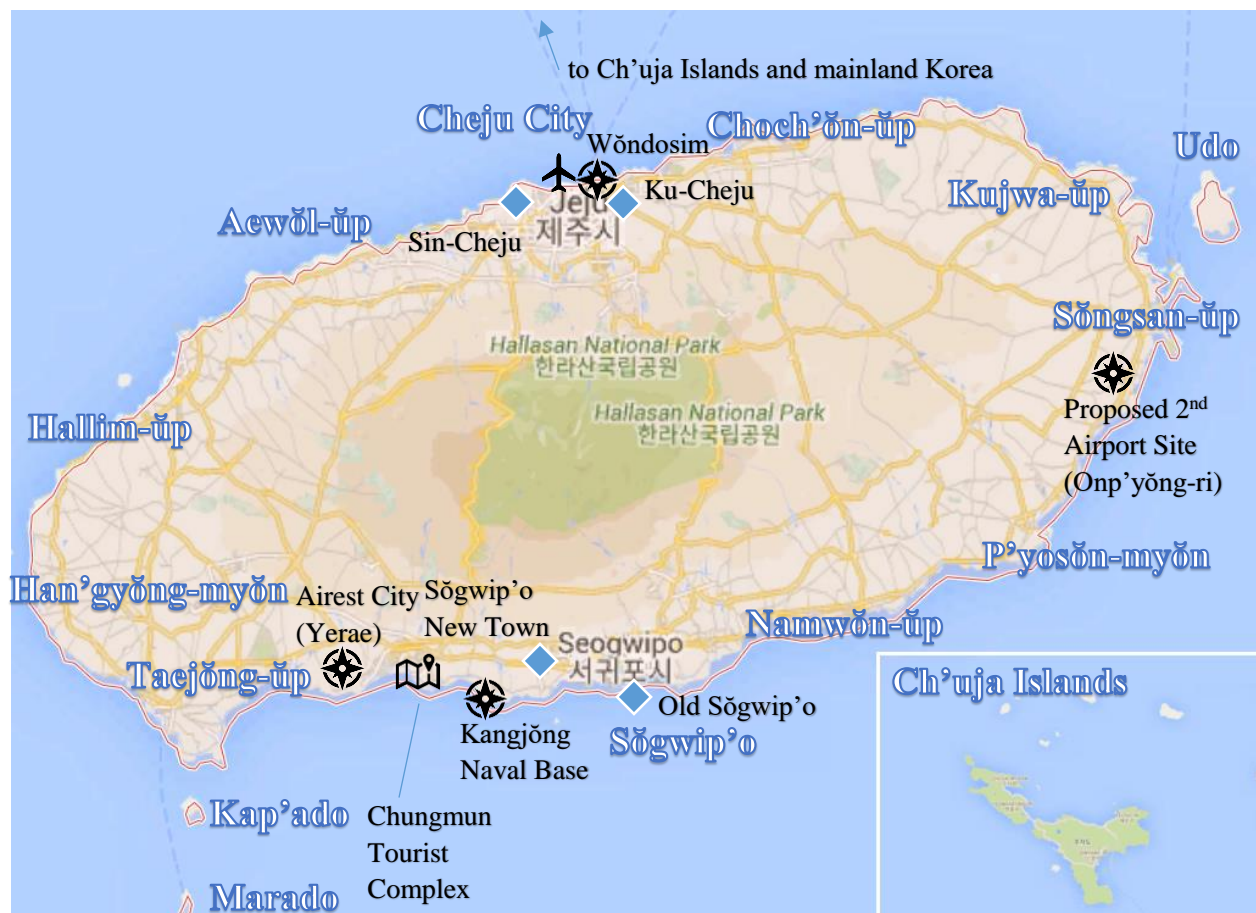 to Ch’uja Islands and mainland Korea
Cheju City
Choch’ŏn-ŭp
Wŏndosim
Udo
Ku-Cheju
Kujwa-ŭp
Jeju
제주시
Aewŏl-ŭp
Sin-Cheju
Sŏngsan-ŭp
Hallasan National Park
한라산국립공원
Hallasan National Park
한라산국립공원
Proposed 2nd
Airport Site
(Onp’yŏng-ri)
Hallim-ŭp
P’yosŏn-myŏn
Han’gyŏng-myŏn
Airest City
(Yerae)
Sŏgwip’o
New Town
Namwŏn-ŭp
Seogwipo
서귀포시
Taejŏng-ŭp
Ch’uja Islands
Old Sŏgwip’o
Sŏgwip’o
Kangjŏng
Naval Base
Kap’ado
Chungmun
Tourist
Complex
Marado